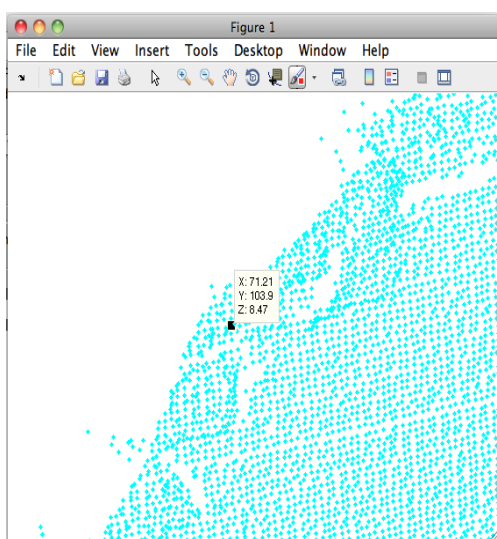 Figure 1
File Edit View Insert Tools Desktop Window Help
X: 71.21
Y: 103.9
Z: 8.47